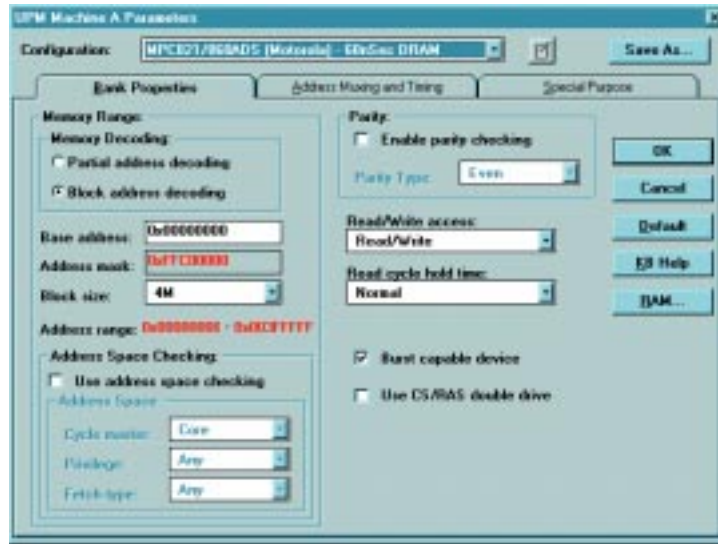 UPM Machine A Parameters
Configuration: MPC821/860ADS (Motorola) - 60nSec DRAM Save As...
Bank Properties Address Muxing and Timing Special Purpose
Memory Range:
Memory Decoding:
Partial address decoding
Block address decoding
Base address: 0x00000000
Address mask: 0xFFC00000
Block size: 4M
Address range: 0x00000000 -
Address Space Checking:
Use address space checking
Address Space
Cycle master: Core
Privilege: Any
Fetch-type: Any
Parity:
Enable parity checking
Parity Type: Even
Read/Write access:
Read/Write
Read cycle hold time:
Normal
Burst capable device
Use CS/RAS double drive
OK
Cancel
Default
Help
RAM...